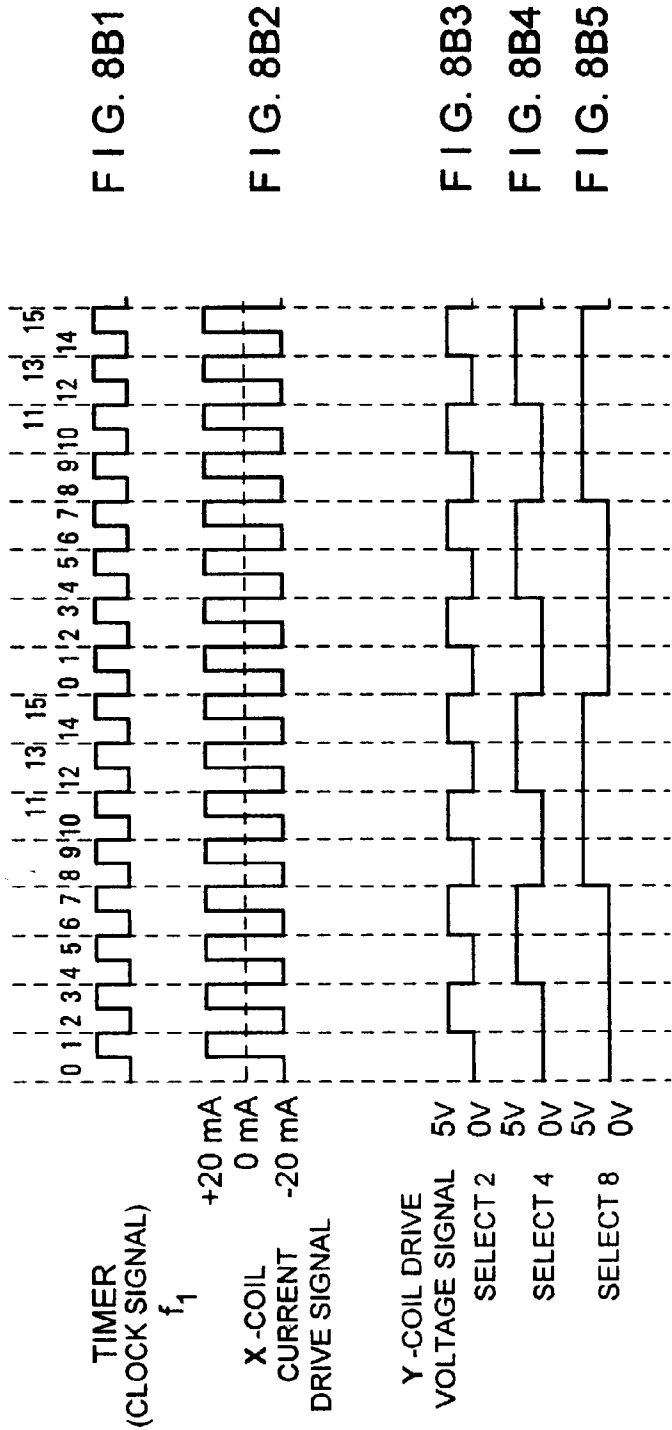 TIMER
(CLOCK SIGNAL)
f1
0 1 2 3 4 5 6 7 8 9 10 11 12 13 14 15 0 1 2 3 4 5 6 7 8 9 10 11 12 13 14 15
FIG. 8B1
X-COIL
CURRENT
DRIVE SIGNAL
+20 mA
0 mA
-20 mA
FIG. 8B2
Y-COIL DRIVE
VOLTAGE SIGNAL
SELECT 2
5V
0V
FIG. 8B3
SELECT 4
5V
0V
FIG. 8B4
SELECT 8
5V
0V
FIG. 8B5